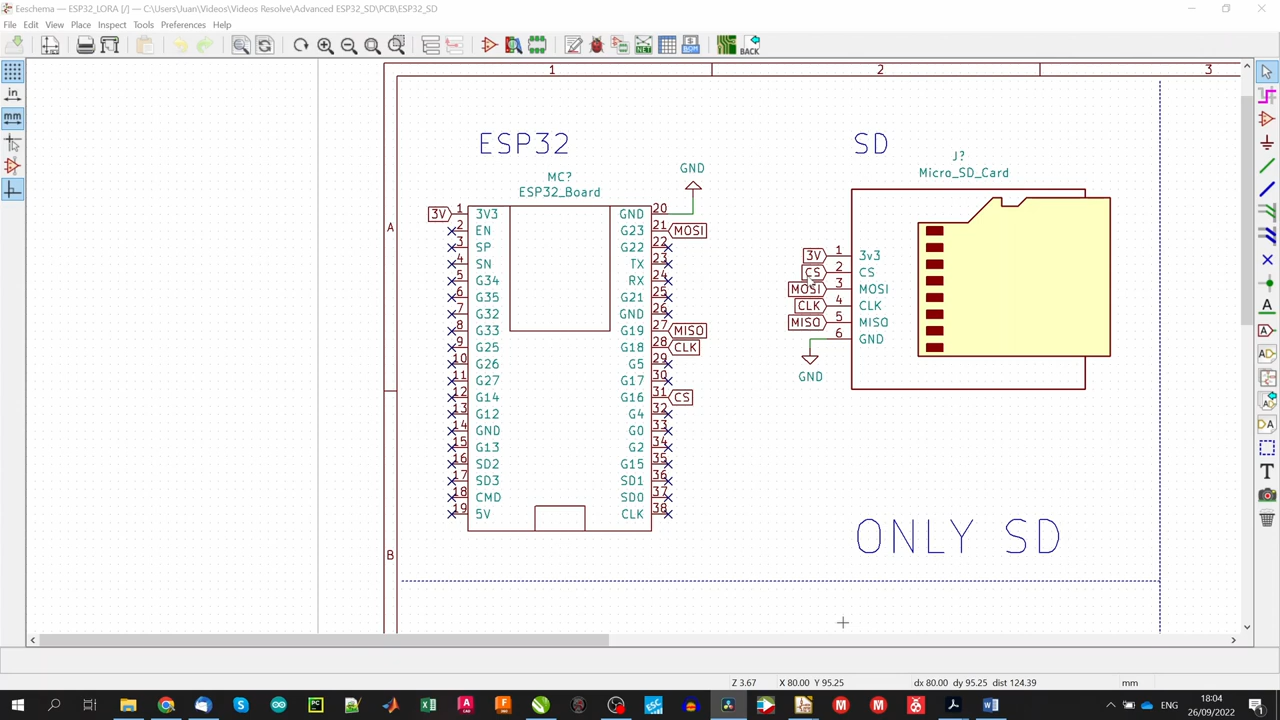 Eeschema — ESP32_LORA [/] — C:\Users\Juan\Videos\Videos Resolve\Advanced ESP32_SD\PCB\ESP32_SD
File Edit View Place Inspect Tools Preferences Help
BACK
in
mm
1 2 3
A
B
ESP32
MC?
ESP32_Board
GND
3V 1 3V3 GND 20
2 EN G23 21 MOSI
3 SP G22 22
4 SN TX 23
5 G34 RX 24
6 G35 G21 25
7 G32 GND 26
8 G33 G19 27 MISO
9 G25 G18 28 CLK
10 G26 G5 29
11 G27 G17 30
12 G14 G16 31 CS
13 G12 G4 32
14 GND G0 33
15 G13 G2 34
16 SD2 G15 35
17 SD3 SD1 36
18 CMD SD0 37
19 5V CLK 38
SD
J?
Micro_SD_Card
3V 1 3v3
CS 2 CS
MOSI 3 MOSI
CLK 4 CLK
MISO 5 MISO
6 GND
GND
ONLY SD
Z 3.67 X 80.00 Y 95.25 dx 80.00 dy 95.25 dist 124.39 mm
ENG
18:04
26/09/2022